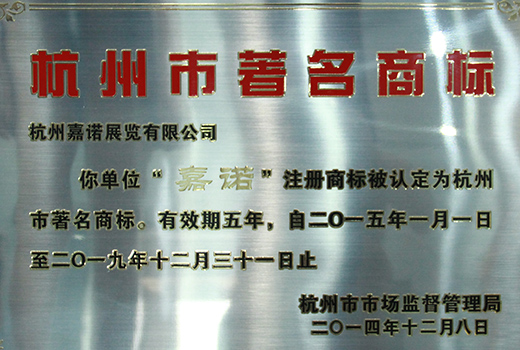 杭州市著名商标
杭州嘉诺展览有限公司
你单位“嘉诺”注册商标被认定为杭州
市著名商标。有效期五年，自二〇一五年一月一日
至二〇一九年十二月三十一日止
杭州市市场监督管理局
二〇一四年十二月八日